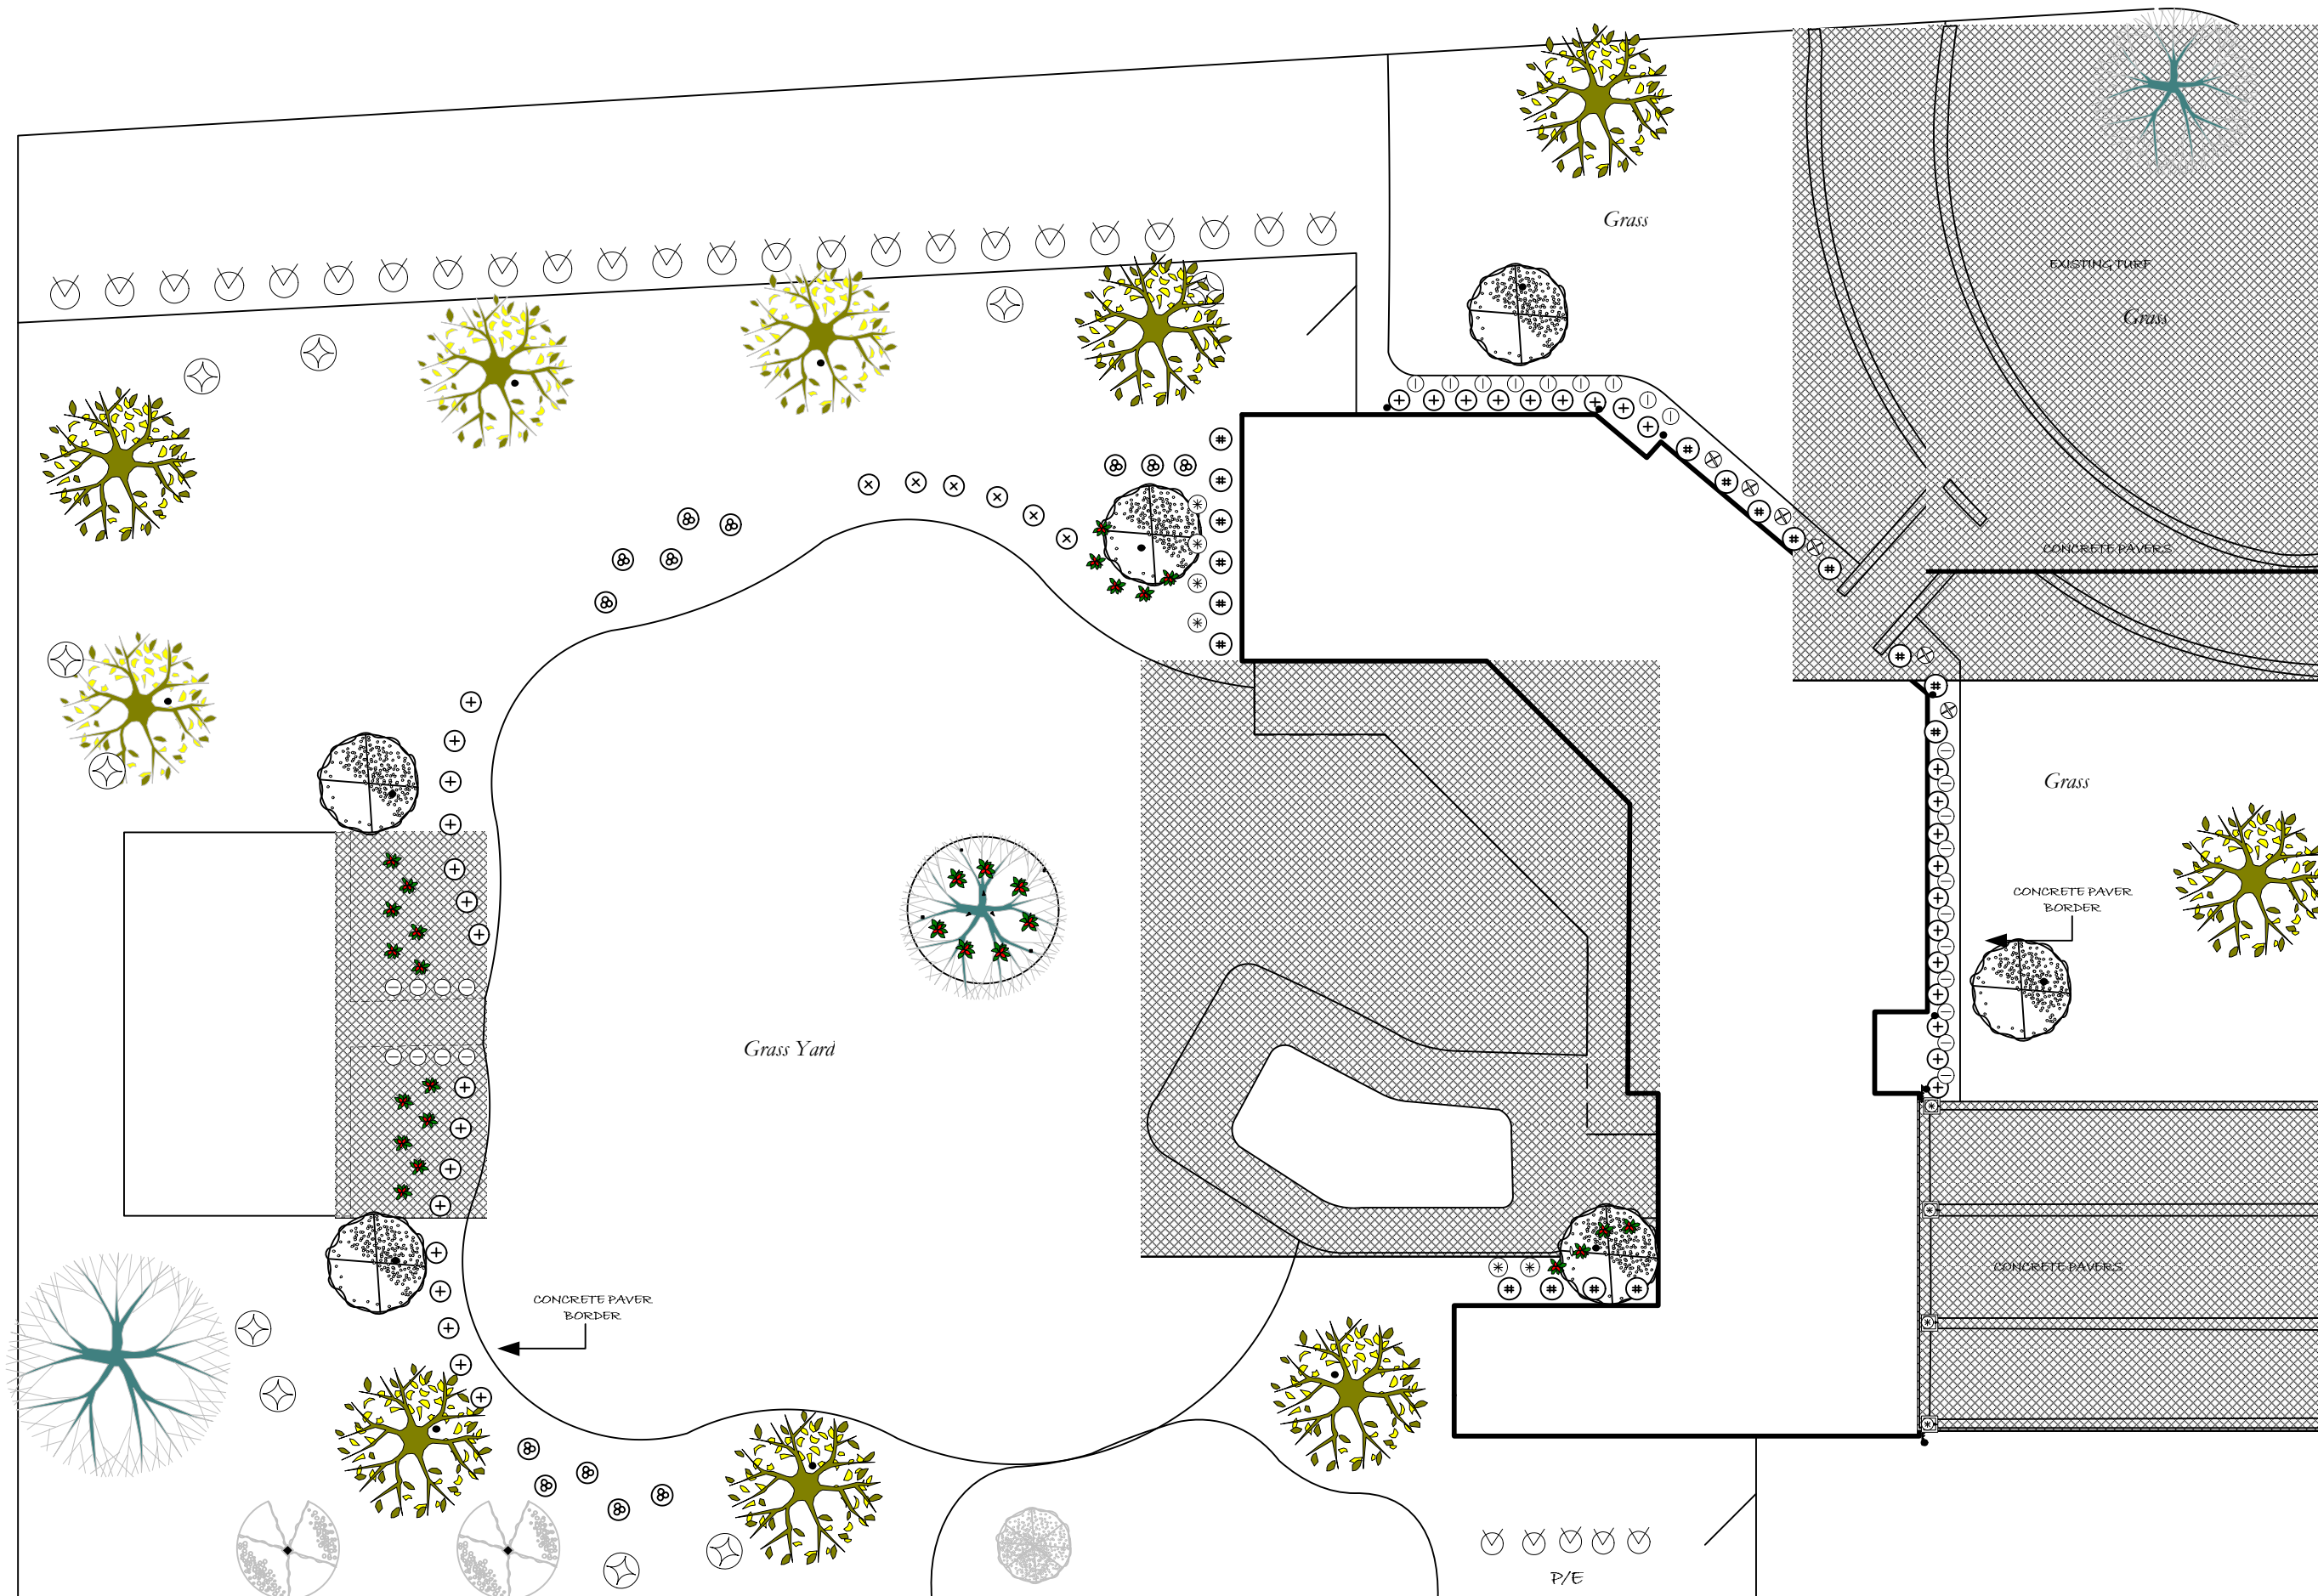 Grass
EXISTING TURF
Grass
CONCRETE PAVERS
Grass
CONCRETE PAVER
BORDER
Grass Yard
CONCRETE PAVERS
CONCRETE PAVER
BORDER
P/E